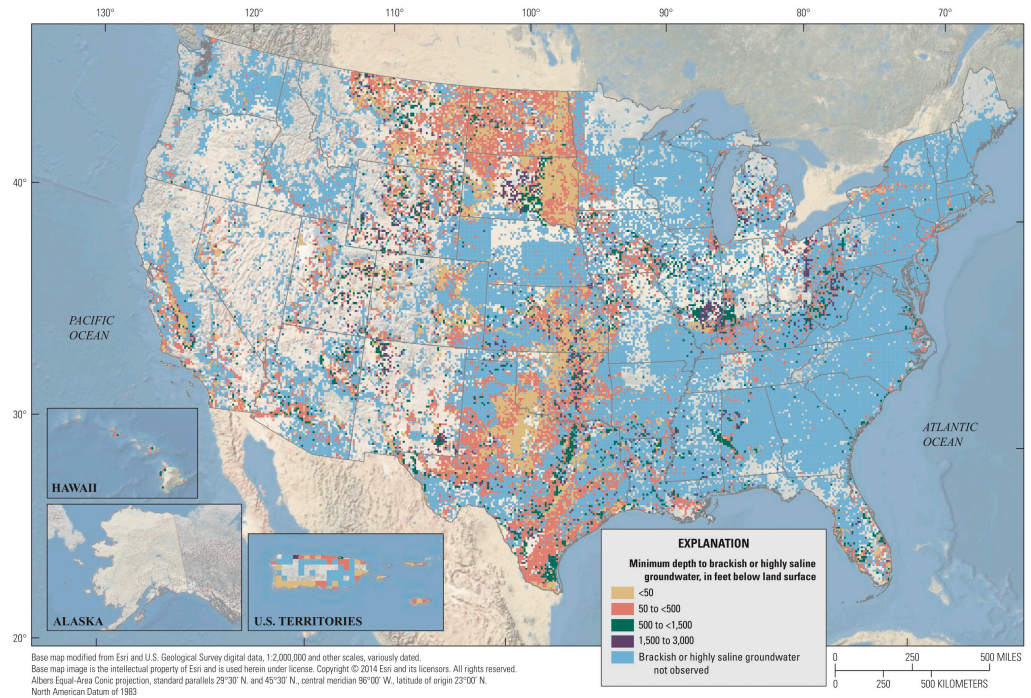 130°
120°
110°
100°
90°
80°
70°
40°
PACIFIC
OCEAN
30°
ATLANTIC
OCEAN
HAWAII
ALASKA
U.S. TERRITORIES
20°
EXPLANATION
Minimum depth to brackish or highly saline
groundwater, in feet below land surface
<50
50 to <500
500 to <1,500
1,500 to 3,000
Brackish or highly saline groundwater
not observed
0 250 500 MILES
0 250 500 KILOMETERS
Base map modified from Esri and U.S. Geological Survey digital data, 1:2,000,000 and other scales, variously dated.
Base map image is the intellectual property of Esri and is used herein under license. Copyright © 2014 Esri and its licensors. All rights reserved.
Albers Equal-Area Conic projection, standard parallels 29°30' N. and 45°30' N., central meridian 96°00' W., latitude of origin 23°00' N.
North American Datum of 1983